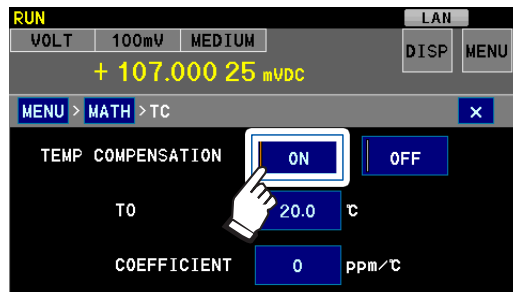 RUN LAN
VOLT 100mV MEDIUM DISP MENU
+ 107.000 25 mVDC
MENU > MATH > TC ×
TEMP COMPENSATION ON OFF
TO 20.0 ℃
COEFFICIENT 0 ppm/℃